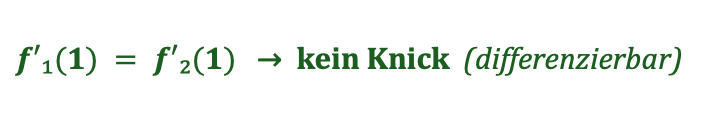 f′₁(1) = f′₂(1) → kein Knick (differenzierbar)